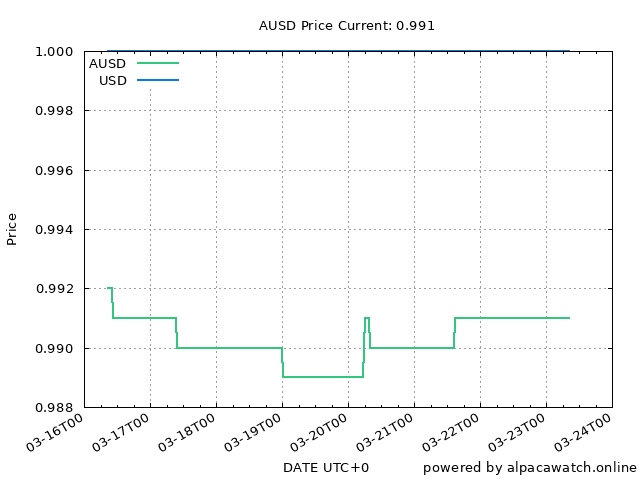 AUSD Price Current: 0.991
1.000
AUSD
USD
0.998
0.996
0.994
Price
0.992
0.990
0.988
03-16T00
03-17T00
03-18T00
03-19T00
03-20T00
03-21T00
03-22T00
03-23T00
03-24T00
DATE UTC+0
powered by alpacawatch.online